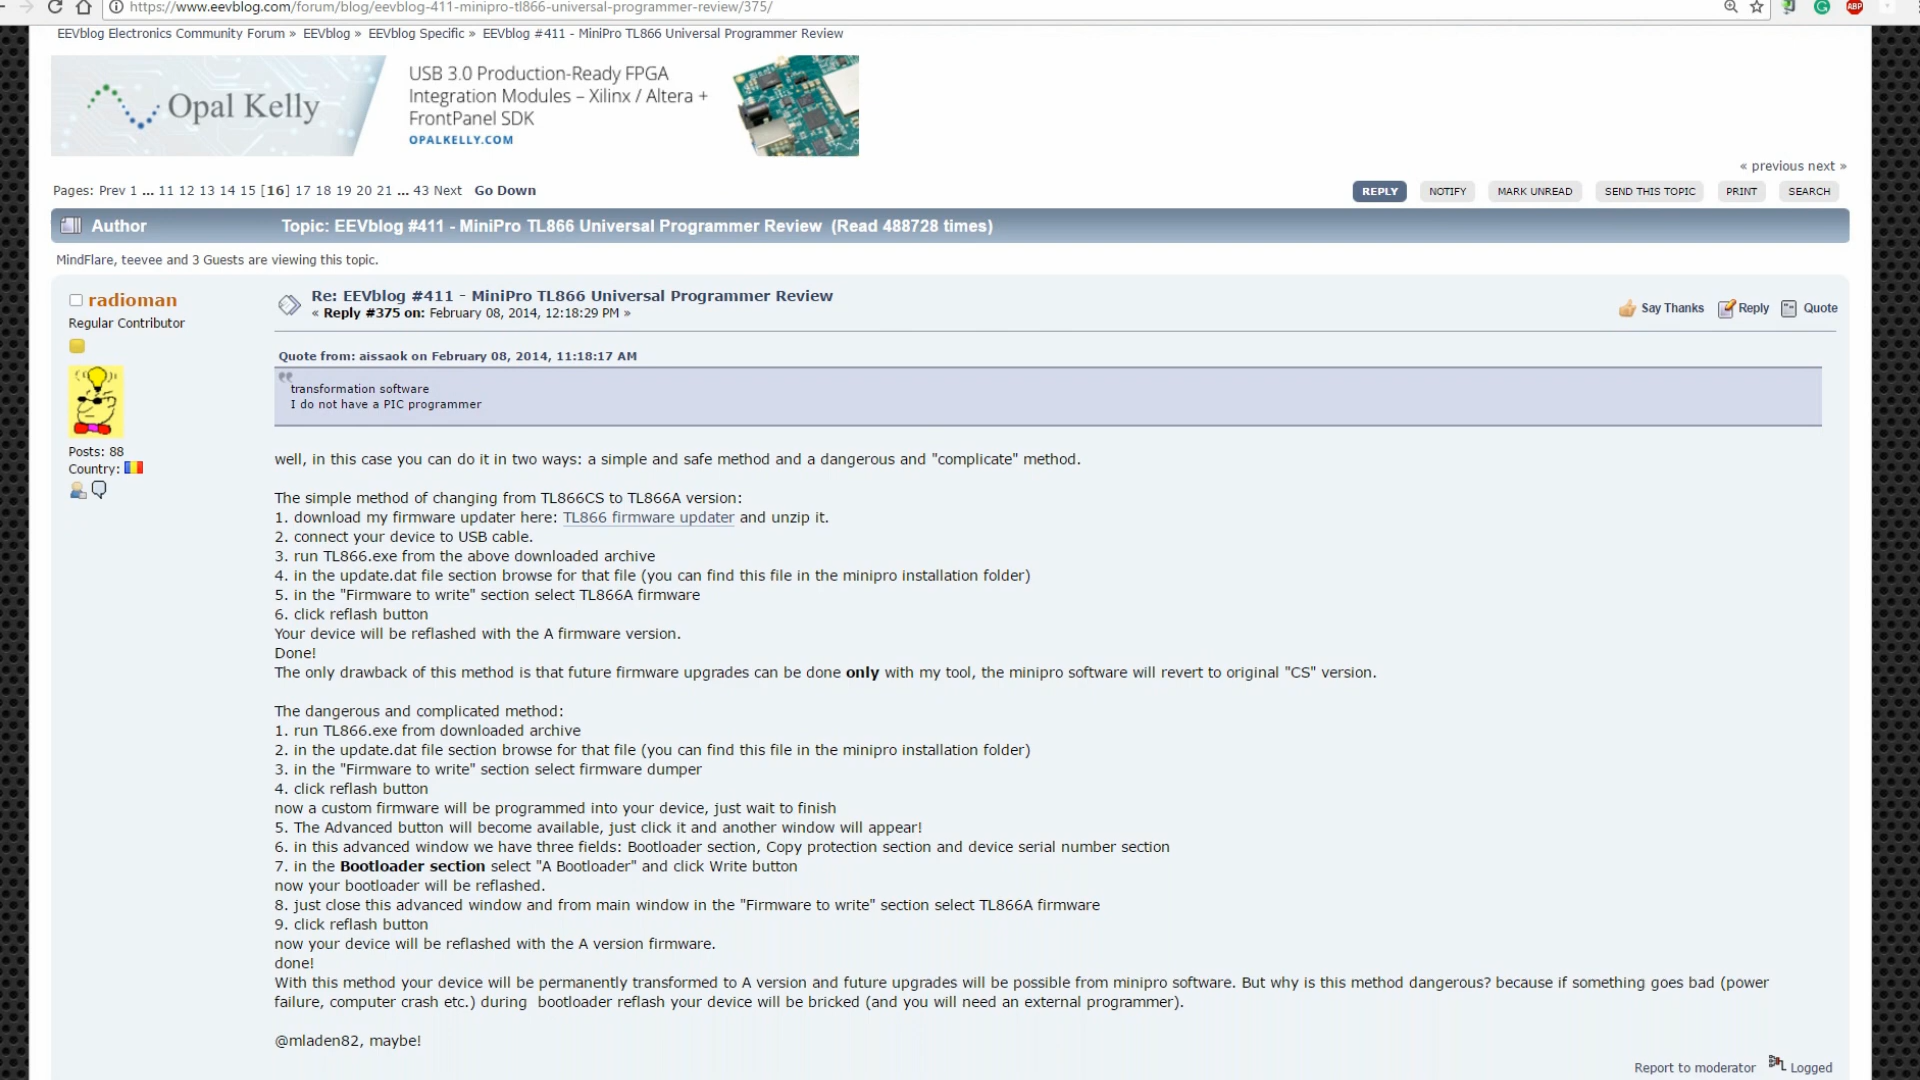 https://www.eevblog.com/forum/blog/eevblog-411-minipro-tl866-universal-programmer-review/375/
ABP
EEVblog Electronics Community Forum » EEVblog » EEVblog Specific » EEVblog #411 - MiniPro TL866 Universal Programmer Review
Opal Kelly
USB 3.0 Production-Ready FPGA
Integration Modules – Xilinx / Altera +
FrontPanel SDK
OPALKELLY.COM
« previous next »
Pages: Prev 1 ... 11 12 13 14 15 [16] 17 18 19 20 21 ... 43 Next Go Down
REPLY NOTIFY MARK UNREAD SEND THIS TOPIC PRINT SEARCH
Author Topic: EEVblog #411 - MiniPro TL866 Universal Programmer Review (Read 488728 times)
MindFlare, teevee and 3 Guests are viewing this topic.
radioman
Regular Contributor
Posts: 88
Country:
Re: EEVblog #411 - MiniPro TL866 Universal Programmer Review
« Reply #375 on: February 08, 2014, 12:18:29 PM »
Say Thanks Reply Quote
Quote from: aissaok on February 08, 2014, 11:18:17 AM
transformation software
I do not have a PIC programmer
well, in this case you can do it in two ways: a simple and safe method and a dangerous and "complicate" method.
The simple method of changing from TL866CS to TL866A version:
1. download my firmware updater here: TL866 firmware updater and unzip it.
2. connect your device to USB cable.
3. run TL866.exe from the above downloaded archive
4. in the update.dat file section browse for that file (you can find this file in the minipro installation folder)
5. in the "Firmware to write" section select TL866A firmware
6. click reflash button
Your device will be reflashed with the A firmware version.
Done!
The only drawback of this method is that future firmware upgrades can be done only with my tool, the minipro software will revert to original "CS" version.
The dangerous and complicated method:
1. run TL866.exe from downloaded archive
2. in the update.dat file section browse for that file (you can find this file in the minipro installation folder)
3. in the "Firmware to write" section select firmware dumper
4. click reflash button
now a custom firmware will be programmed into your device, just wait to finish
5. The Advanced button will become available, just click it and another window will appear!
6. in this advanced window we have three fields: Bootloader section, Copy protection section and device serial number section
7. in the Bootloader section select "A Bootloader" and click Write button
now your bootloader will be reflashed.
8. just close this advanced window and from main window in the "Firmware to write" section select TL866A firmware
9. click reflash button
now your device will be reflashed with the A version firmware.
done!
With this method your device will be permanently transformed to A version and future upgrades will be possible from minipro software. But why is this method dangerous? because if something goes bad (power
failure, computer crash etc.) during bootloader reflash your device will be bricked (and you will need an external programmer).
@mladen82, maybe!
Report to moderator Logged